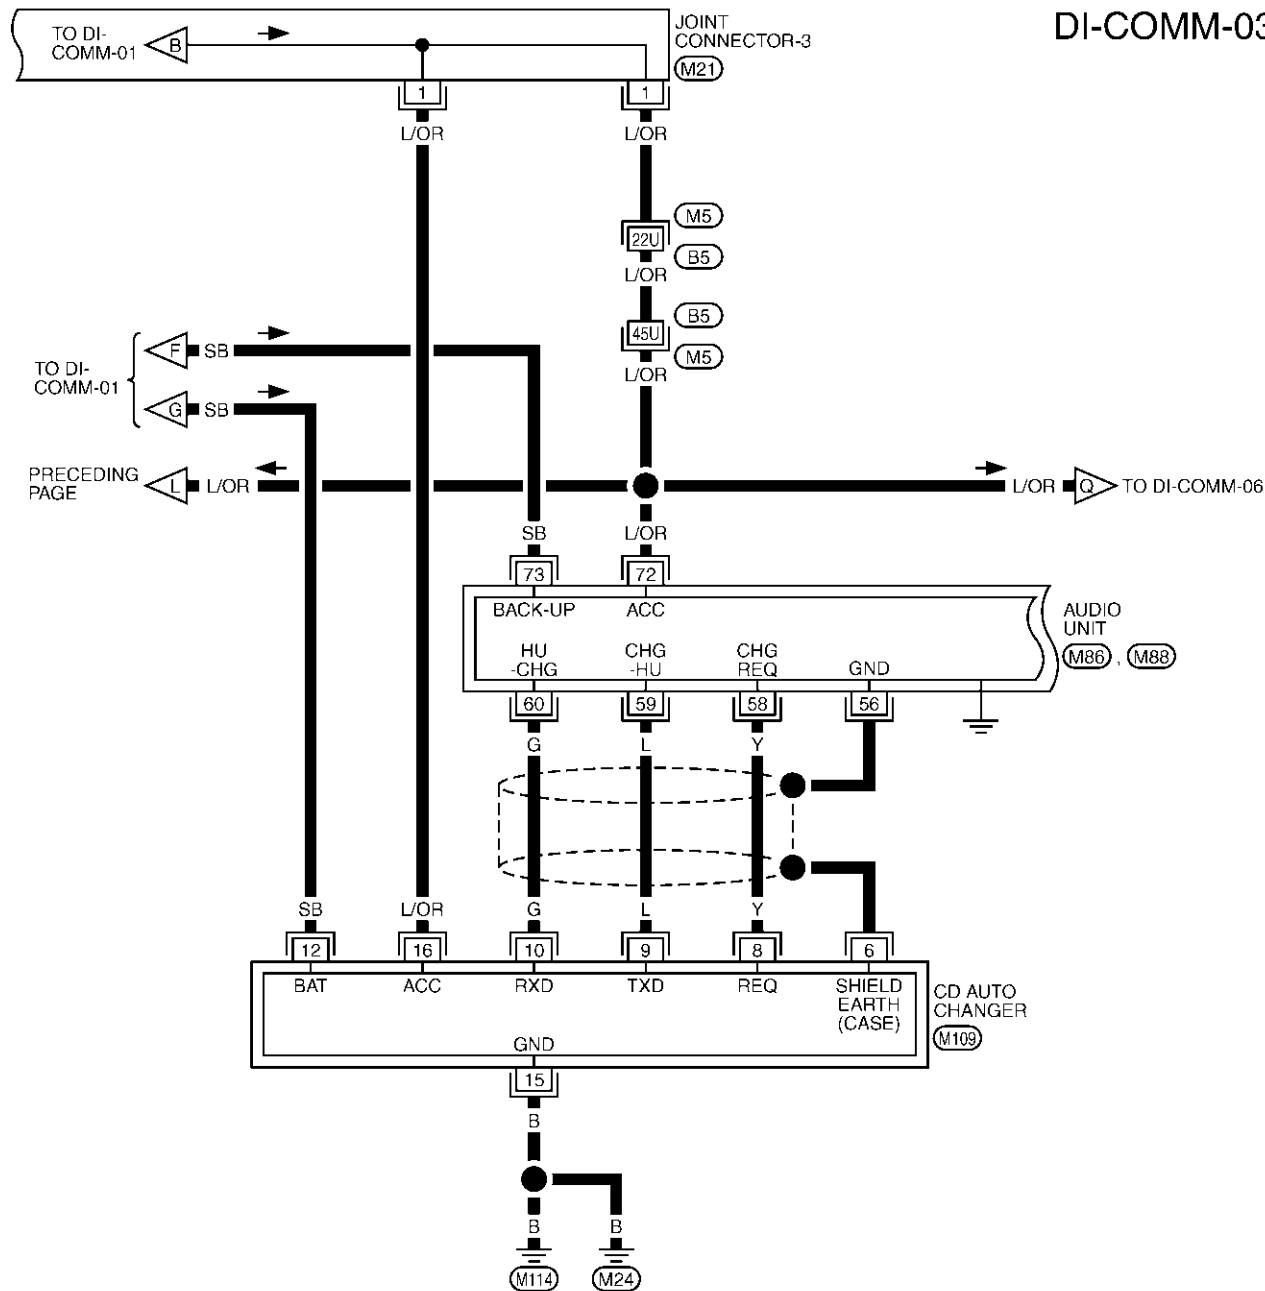 DI-COMM-03
TO DI-
COMM-01
B
JOINT
CONNECTOR-3
M21
1
1
L/OR
L/OR
M5
22U
B5
L/OR
B5
45U
M5
L/OR
TO DI-
COMM-01
F
SB
G
SB
PRECEDING
PAGE
L
L/OR
L/OR
Q
TO DI-COMM-06
SB
L/OR
73
72
BACK-UP
ACC
AUDIO
UNIT
M86 , M88
HU
-CHG
CHG
-HU
CHG
REQ
GND
60
59
58
56
G
L
Y
SB
L/OR
G
L
Y
12
16
10
9
8
6
BAT
ACC
RXD
TXD
REQ
SHIELD
EARTH
(CASE)
CD AUTO
CHANGER
M109
GND
15
B
B
B
M114
M24